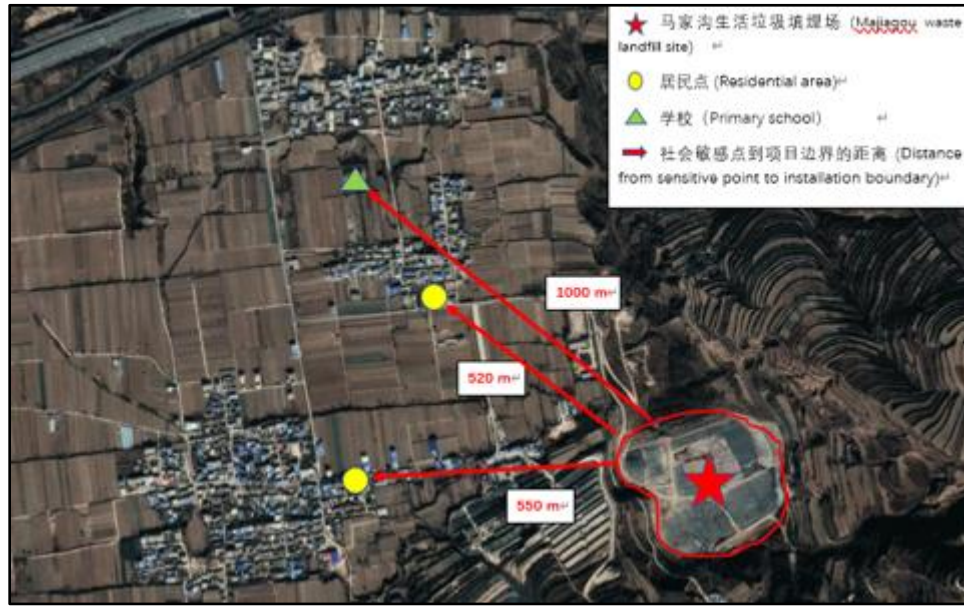 马家沟生活垃圾填埋场 (Majiagou waste
landfill site) ↵
居民点 (Residential area)↵
学校 (Primary school) ↵
社会敏感点到项目边界的距离 (Distance
from sensitive point to installation boundary)↵
1000 m↵
520 m↵
550 m↵